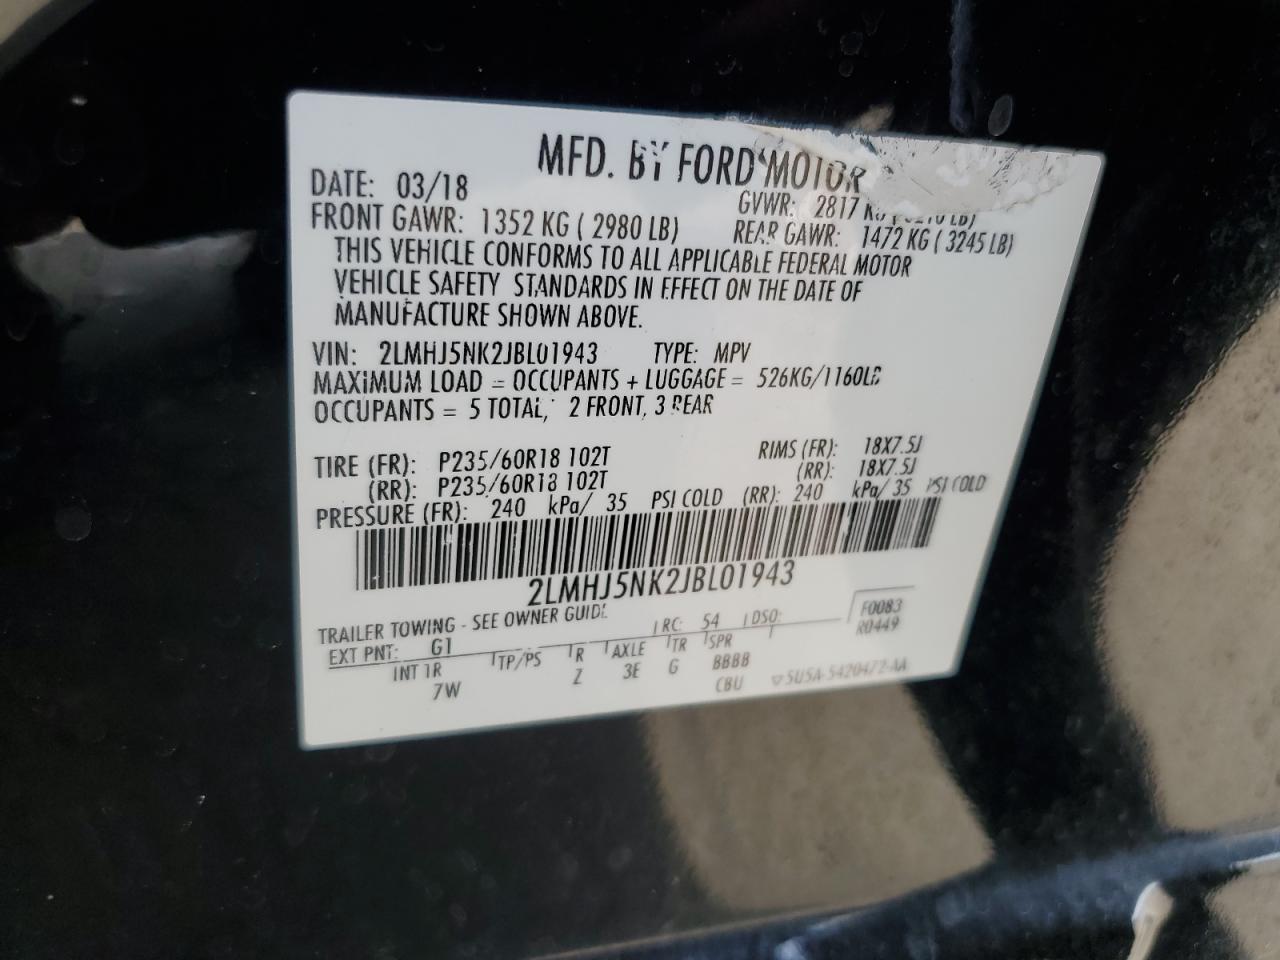 MFD. BY FORD MOTOR
DATE: 03/18 GVWR: 2817
FRONT GAWR: 1352 KG ( 2980 LB) REAR GAWR: 1472 KG ( 3245 LB)
THIS VEHICLE CONFORMS TO ALL APPLICABLE FEDERAL MOTOR
VEHICLE SAFETY STANDARDS IN EFFECT ON THE DATE OF
MANUFACTURE SHOWN ABOVE.
VIN: 2LMHJ5NK2JBL01943 TYPE: MPV
MAXIMUM LOAD = OCCUPANTS + LUGGAGE = 526KG/1160LB
OCCUPANTS = 5 TOTAL, 2 FRONT, 3 REAR
TIRE (FR): P235/60R18 102T RIMS (FR): 18X7.5J
(RR): P235/60R18 102T (RR): 18X7.5J
PRESSURE (FR): 240 kPa/ 35 PSI COLD (RR): 240 kPa/ 35 PSI COLD
2LMHJ5NK2JBL01943
TRAILER TOWING - SEE OWNER GUIDE
EXT PNT: G1 RC: 54 DSO: F0083
R0449
INT TR TP/PS R AXLE TR SPR
7W Z 3E G BBBB
CBU ▽5U5A-5420472-AA